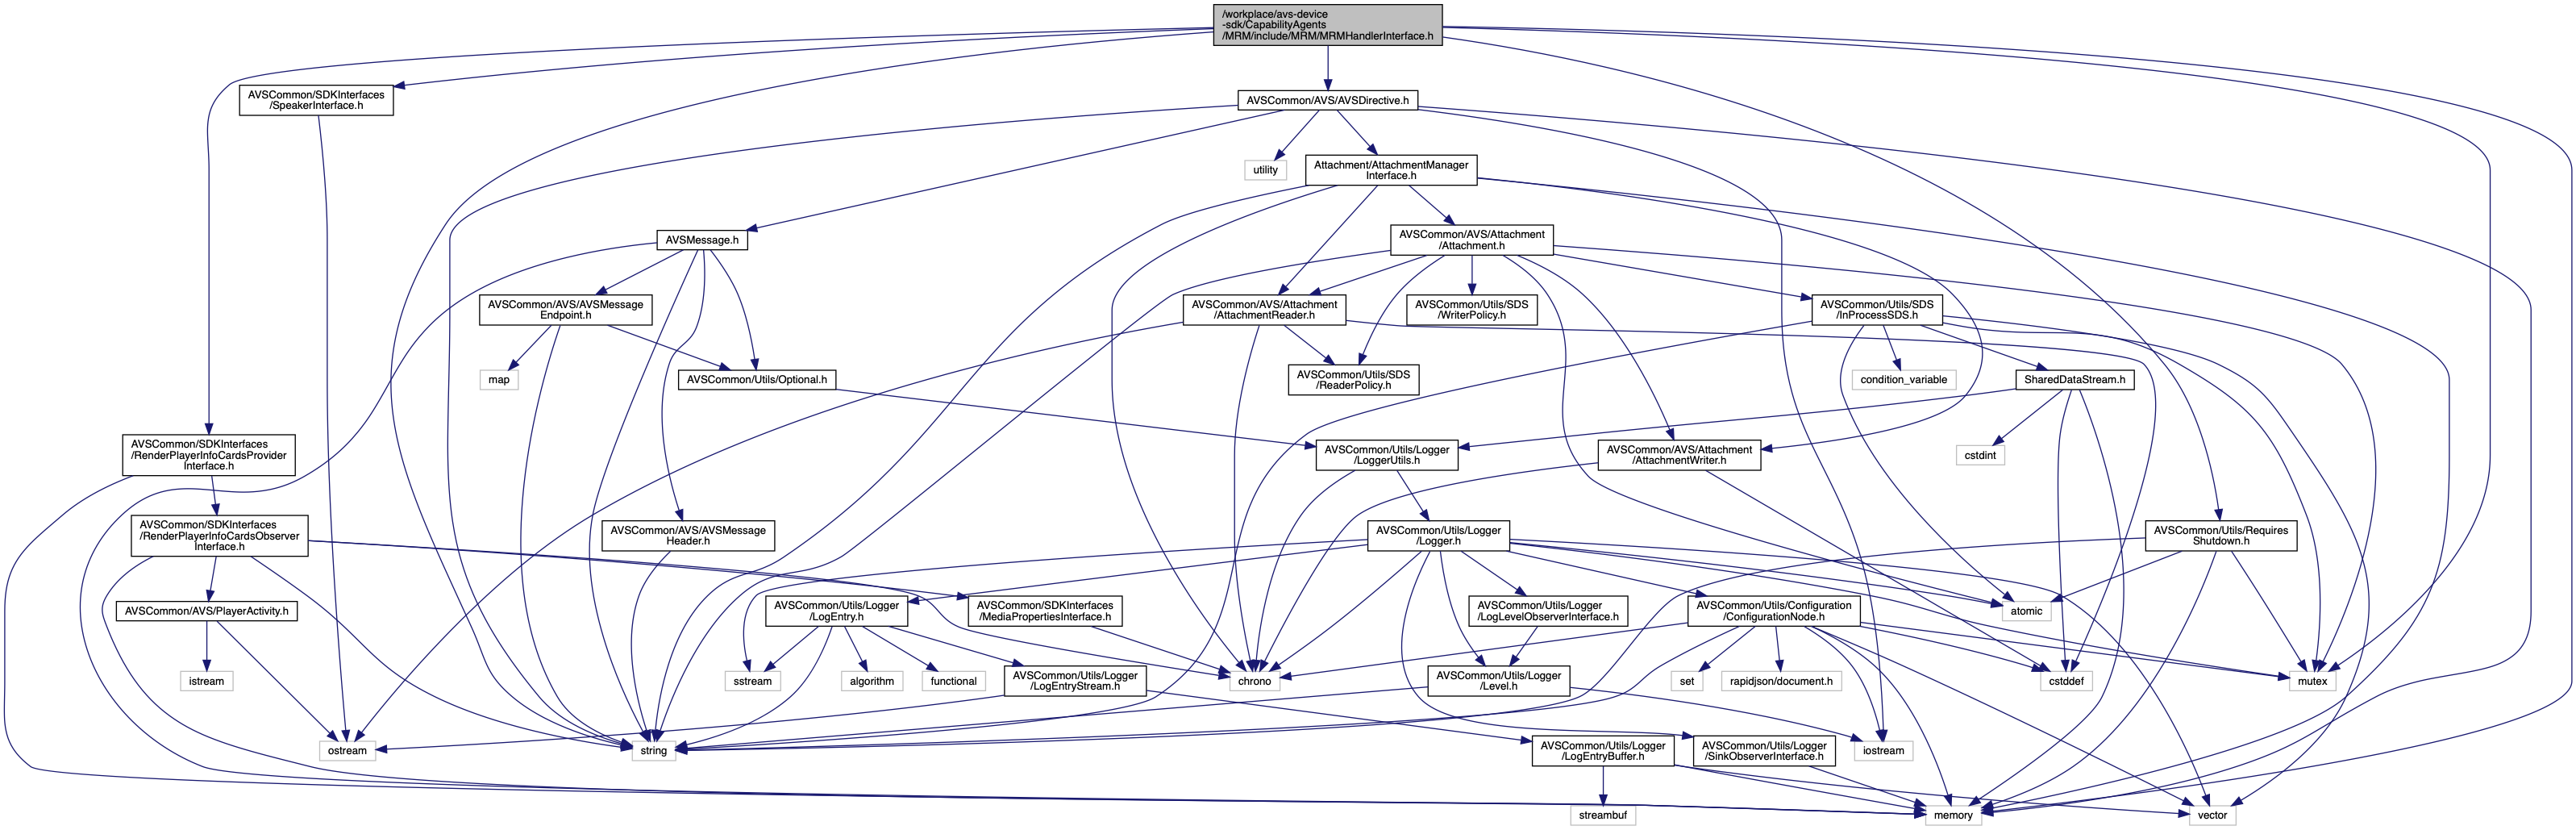 /workplace/avs-device
-sdk/CapabilityAgents
/MRM/include/MRM/MRMHandlerInterface.h
AVSCommon/SDKInterfaces
/SpeakerInterface.h
AVSCommon/AVS/AVSDirective.h
utility
Attachment/AttachmentManager
Interface.h
AVSMessage.h
AVSCommon/AVS/Attachment
/Attachment.h
AVSCommon/AVS/AVSMessage
Endpoint.h
AVSCommon/AVS/Attachment
/AttachmentReader.h
AVSCommon/Utils/SDS
/WriterPolicy.h
AVSCommon/Utils/SDS
/InProcessSDS.h
map
AVSCommon/Utils/Optional.h
AVSCommon/Utils/SDS
/ReaderPolicy.h
condition_variable
SharedDataStream.h
AVSCommon/SDKInterfaces
/RenderPlayerInfoCardsProvider
Interface.h
AVSCommon/Utils/Logger
/LoggerUtils.h
AVSCommon/AVS/Attachment
/AttachmentWriter.h
cstdint
AVSCommon/SDKInterfaces
/RenderPlayerInfoCardsObserver
Interface.h
AVSCommon/AVS/AVSMessage
Header.h
AVSCommon/Utils/Logger
/Logger.h
AVSCommon/Utils/Requires
Shutdown.h
AVSCommon/AVS/PlayerActivity.h
AVSCommon/Utils/Logger
/LogEntry.h
AVSCommon/SDKInterfaces
/MediaPropertiesInterface.h
AVSCommon/Utils/Logger
/LogLevelObserverInterface.h
AVSCommon/Utils/Configuration
/ConfigurationNode.h
atomic
istream
sstream
algorithm
functional
AVSCommon/Utils/Logger
/LogEntryStream.h
chrono
AVSCommon/Utils/Logger
/Level.h
set
rapidjson/document.h
cstddef
mutex
ostream
string
AVSCommon/Utils/Logger
/LogEntryBuffer.h
AVSCommon/Utils/Logger
/SinkObserverInterface.h
iostream
streambuf
memory
vector